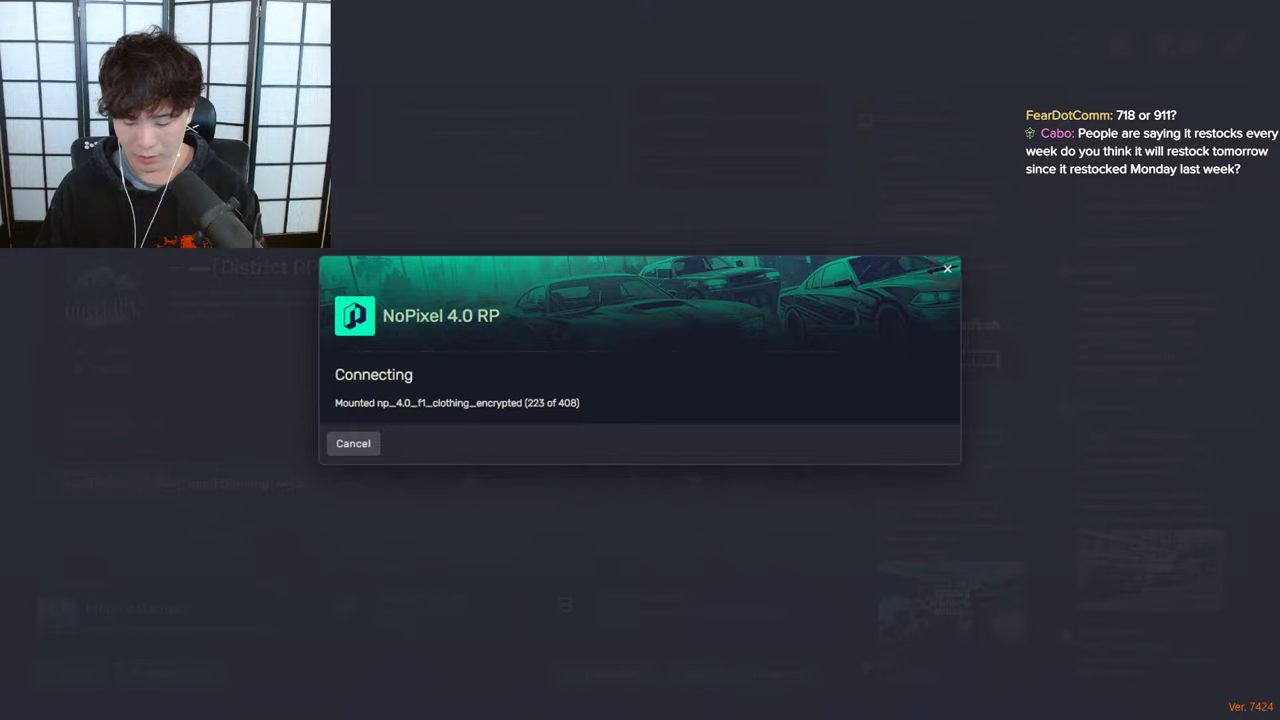 FearDotComm: 718 or 911?
Cabo: People are saying it restocks every
week do you think it will restock tomorrow
since it restocked Monday last week?
[District RP
NoPixel 4.0 RP
Connecting
Mounted np_4.0_f1_clothing_encrypted (223 of 408)
Cancel
Ver. 7424